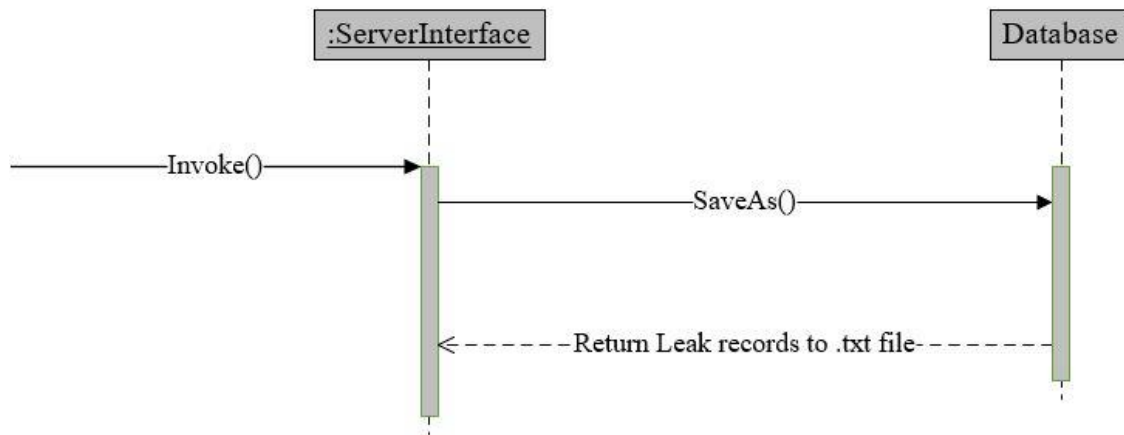 :ServerInterface
Database
Invoke()
SaveAs()
Return Leak records to .txt file